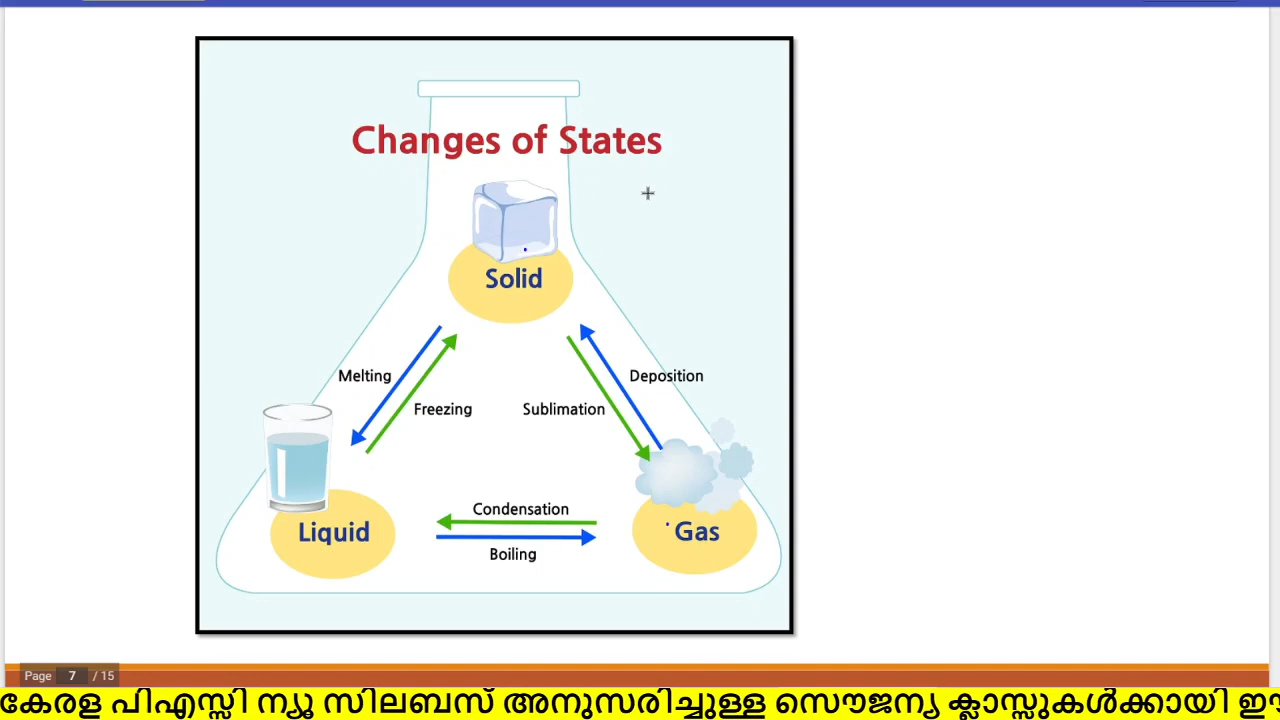 Changes of States
Solid
Melting
Deposition
Freezing
Sublimation
Condensation
Liquid
Gas
Boiling
Page 7 / 15
കേരള പിഎസ്സി ന്യൂ സിലബസ് അനുസരിച്ചുള്ള സൌജന്യ ക്ലാസ്സുകൾക്കായി